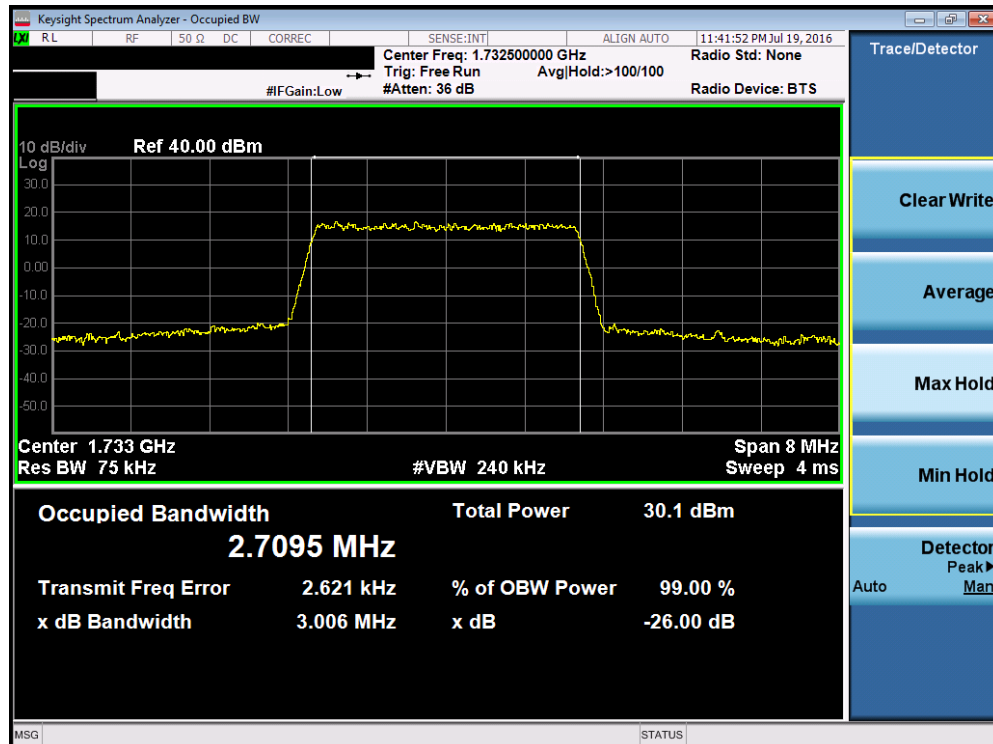 Keysight Spectrum Analyzer - Occupied BW
LXI RL RF 50 Ω DC CORREC SENSE:INT ALIGN AUTO 11:41:52 PM Jul 19, 2016
Center Freq: 1.732500000 GHz Radio Std: None
Trig: Free Run Avg|Hold:>100/100
#IFGain:Low #Atten: 36 dB Radio Device: BTS
Trace/Detector
10 dB/div Ref 40.00 dBm
Log
30.0
20.0
10.0
0.00
-10.0
-20.0
-30.0
-40.0
-50.0
Center 1.733 GHz Span 8 MHz
Res BW 75 kHz #VBW 240 kHz Sweep 4 ms
Occupied Bandwidth Total Power 30.1 dBm
2.7095 MHz
Transmit Freq Error 2.621 kHz % of OBW Power 99.00 %
x dB Bandwidth 3.006 MHz x dB -26.00 dB
Clear Write
Average
Max Hold
Min Hold
Detector
Peak▶
Auto Man
MSG STATUS